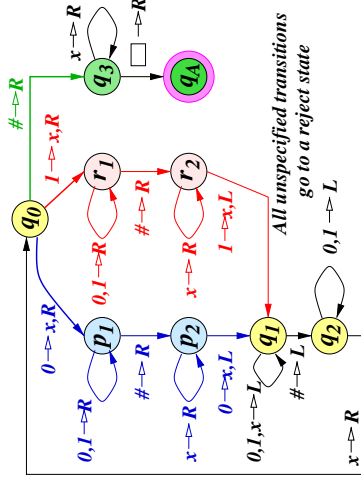 q0
#→R
0→x,R
1→x,R
x→R
q3
□→R
qA
p1
0,1→R
#→R
r1
0,1→R
#→R
p2
x→R
0→x,L
r2
x→R
1→x,L
All unspecified transitions
go to a reject state
q1
0,1,x→L
#→L
q2
0,1→L
x→R